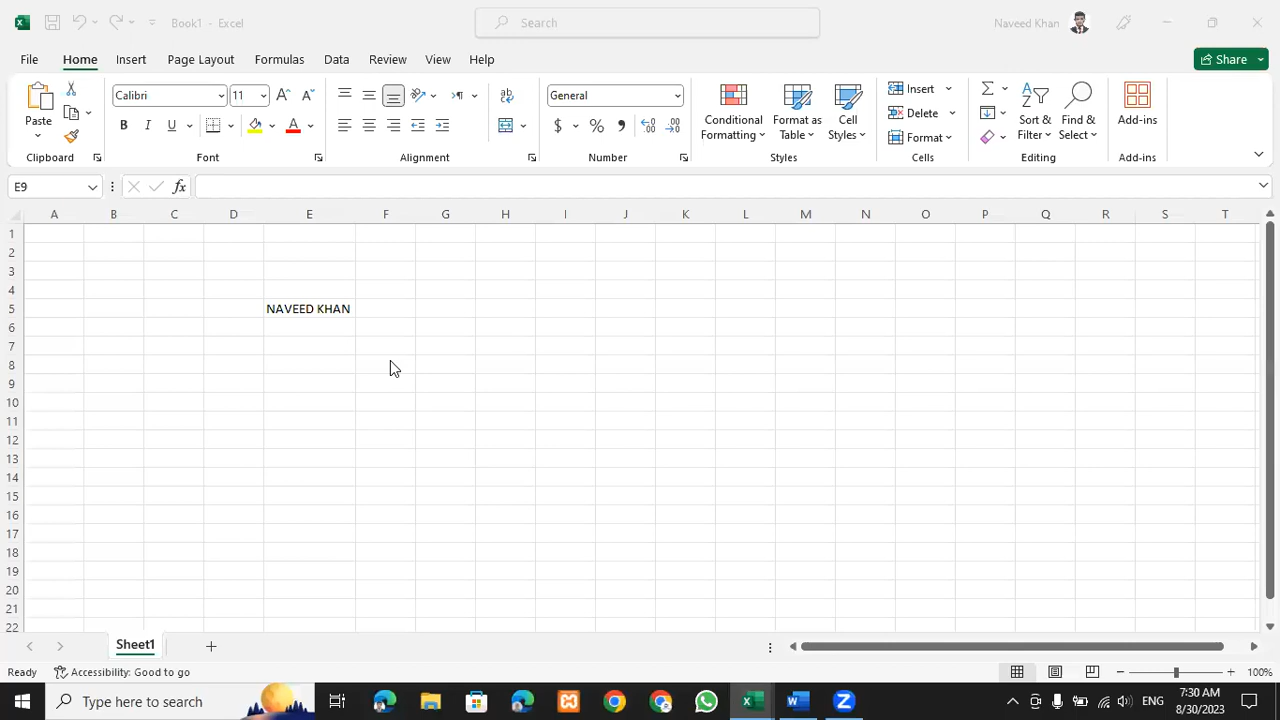 Book1 - Excel
Search
Naveed Khan
File Home Insert Page Layout Formulas Data Review View Help
Share
Paste
Calibri 11
B I U
General
$ % ,
Conditional Formatting
Format as Table
Cell Styles
Insert
Delete
Format
Sort & Filter
Find & Select
Add-ins
Clipboard Font Alignment Number Styles Cells Editing Add-ins
E9 fx
A B C D E F G H I J K L M N O P Q R S T
1
2
3
4
5 NAVEED KHAN
6
7
8
9
10
11
12
13
14
15
16
17
18
19
20
21
22
Sheet1
Ready Accessibility: Good to go 100%
Type here to search
ENG
7:30 AM
8/30/2023